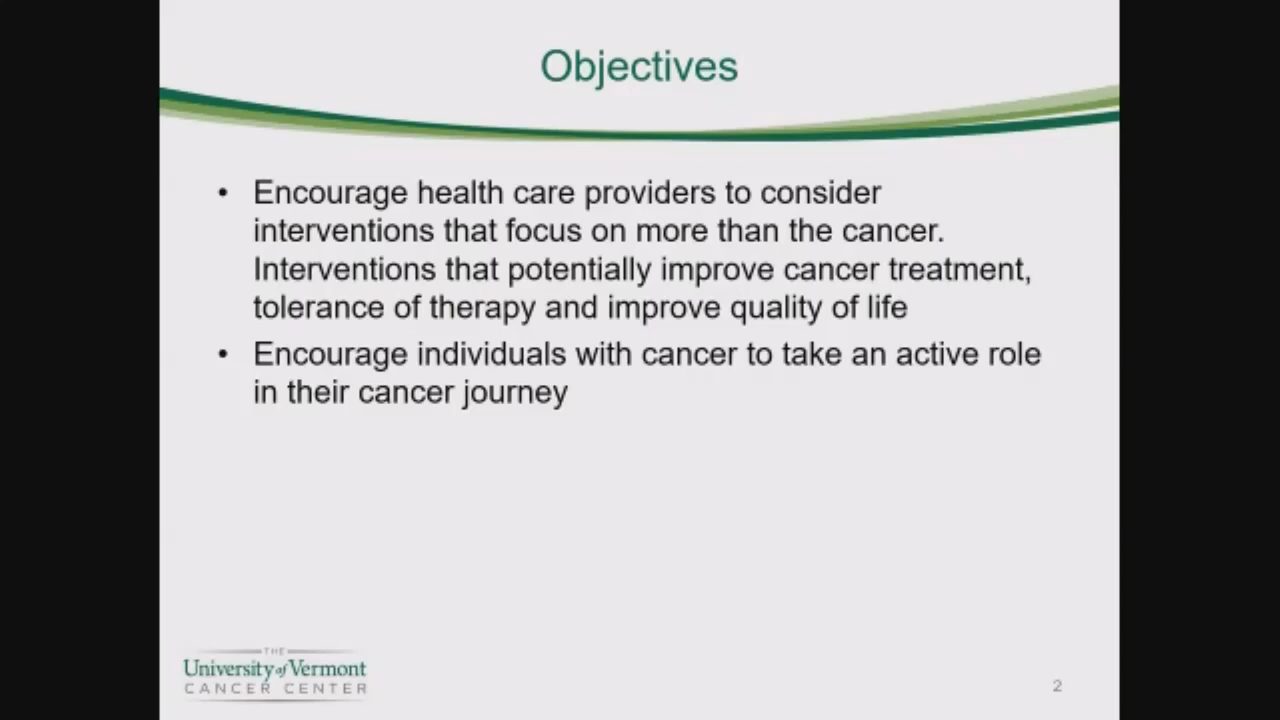 Objectives
• Encourage health care providers to consider
interventions that focus on more than the cancer.
Interventions that potentially improve cancer treatment,
tolerance of therapy and improve quality of life
• Encourage individuals with cancer to take an active role
in their cancer journey
THE
University of Vermont
CANCER CENTER
2